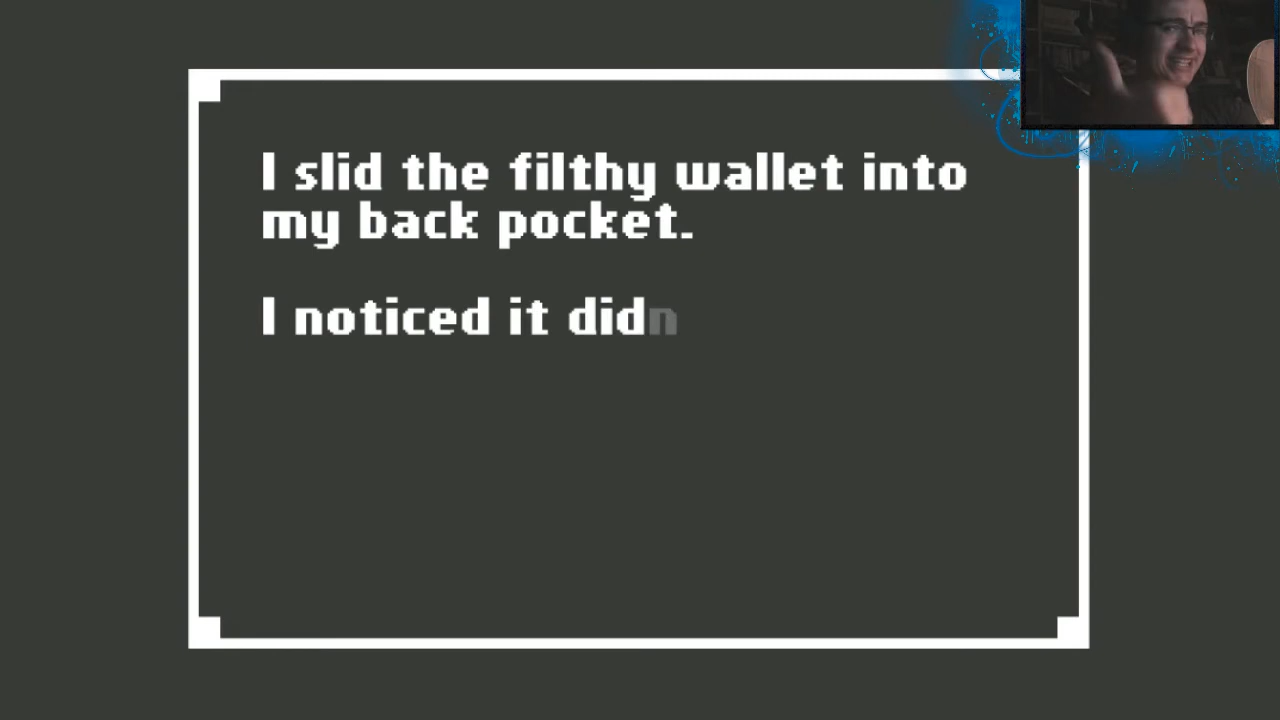 I slid the filthy wallet into
my back pocket.
I noticed it didn